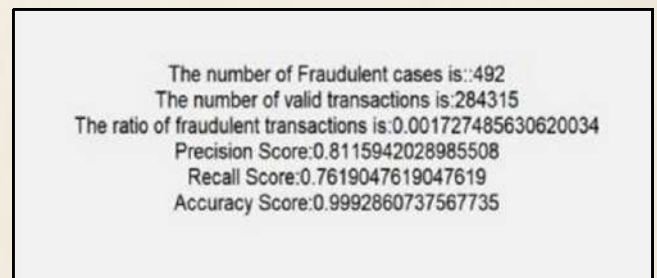 The number of Fraudulent cases is::492
The number of valid transactions is:284315
The ratio of fraudulent transactions is:0.001727485630620034
Precision Score:0.8115942028985508
Recall Score:0.7619047619047619
Accuracy Score:0.9992860737567735